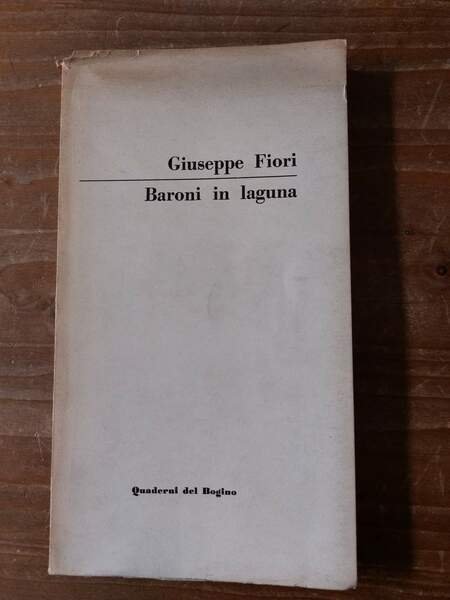 Giuseppe Fiori
Baroni in laguna
Quaderni del Bogino